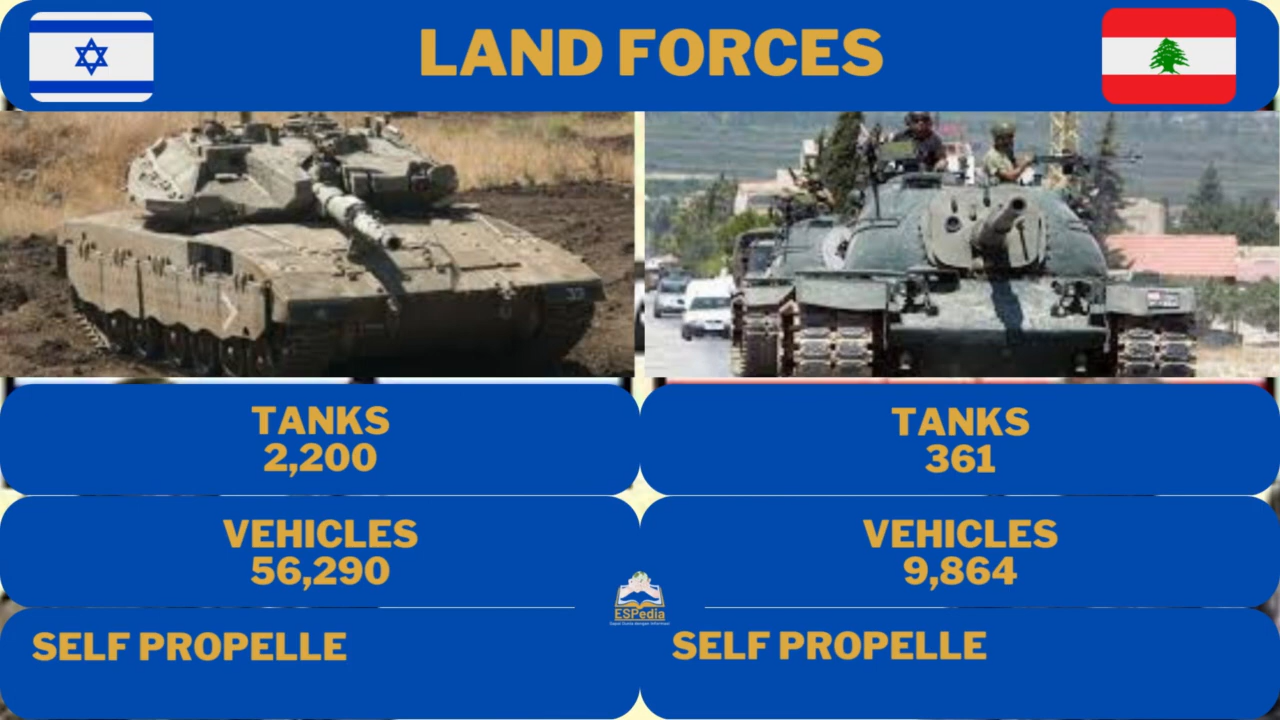 LAND FORCES
TANKS
2,200
TANKS
361
VEHICLES
56,290
VEHICLES
9,864
ESPedia
SELF PROPELLE
SELF PROPELLE